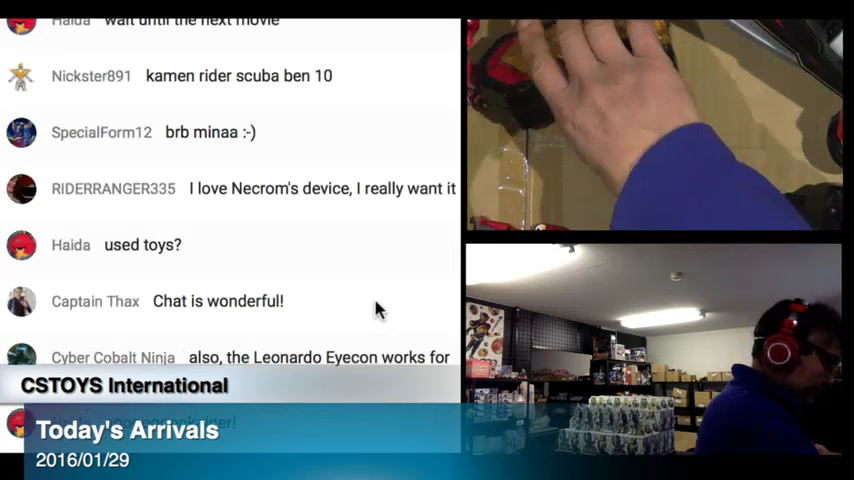 Haida wait until the next movie
Nickster891 kamen rider scuba ben 10
SpecialForm12 brb minaa :-)
RIDERRANGER335 I love Necrom's device, I really want it
Haida used toys?
Captain Thax Chat is wonderful!
Cyber Cobalt Ninja also, the Leonardo Eyecon works for
CSTOYS International
Today's Arrivals
2016/01/29